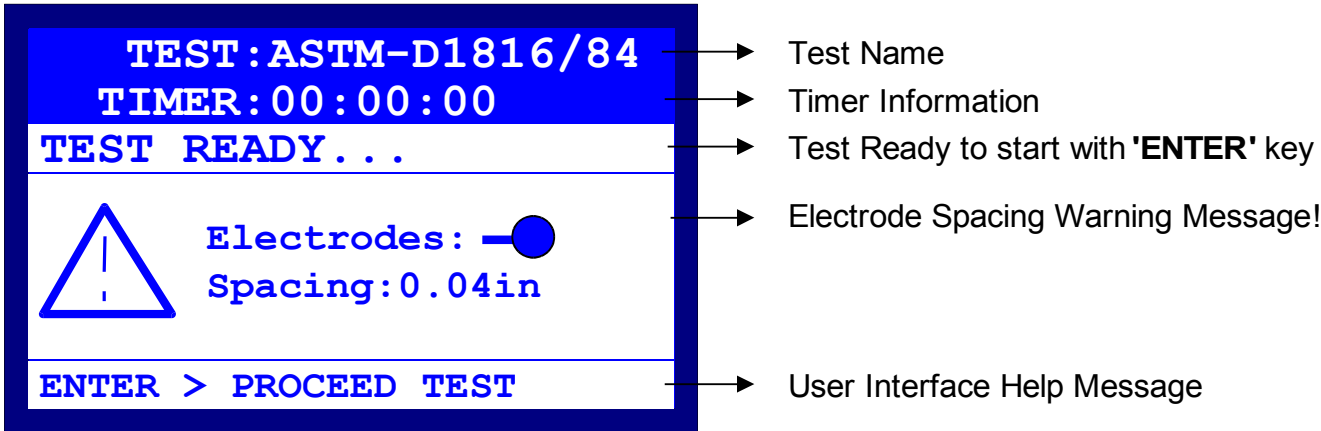 TEST:ASTM-D1816/84
Test Name
TIMER:00:00:00
Timer Information
TEST READY...
Test Ready to start with 'ENTER' key
Electrode Spacing Warning Message!
Electrodes:
Spacing:0.04in
ENTER > PROCEED TEST
User Interface Help Message